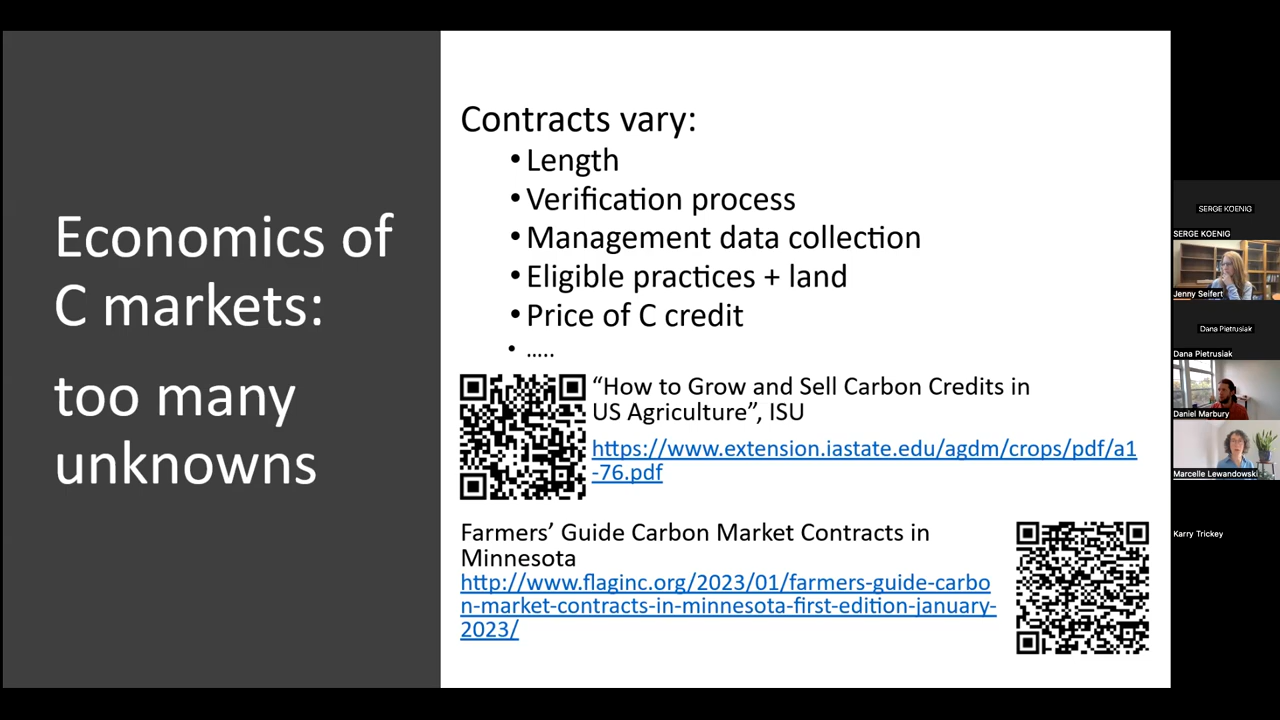 Economics of
C markets:
too many
unknowns
Contracts vary:
• Length
• Verification process
• Management data collection
• Eligible practices + land
• Price of C credit
• .....
“How to Grow and Sell Carbon Credits in
US Agriculture”, ISU
https://www.extension.iastate.edu/agdm/crops/pdf/a1
-76.pdf
Farmers’ Guide Carbon Market Contracts in
Minnesota
http://www.flaginc.org/2023/01/farmers-guide-carbo
n-market-contracts-in-minnesota-first-edition-january-
2023/
SERGE KOENIG
SERGE KOENIG
Jenny Seifert
Dana Pietrusiak
Dana Pietrusiak
Daniel Marbury
Marcelle Lewandowski
Karry Trickey